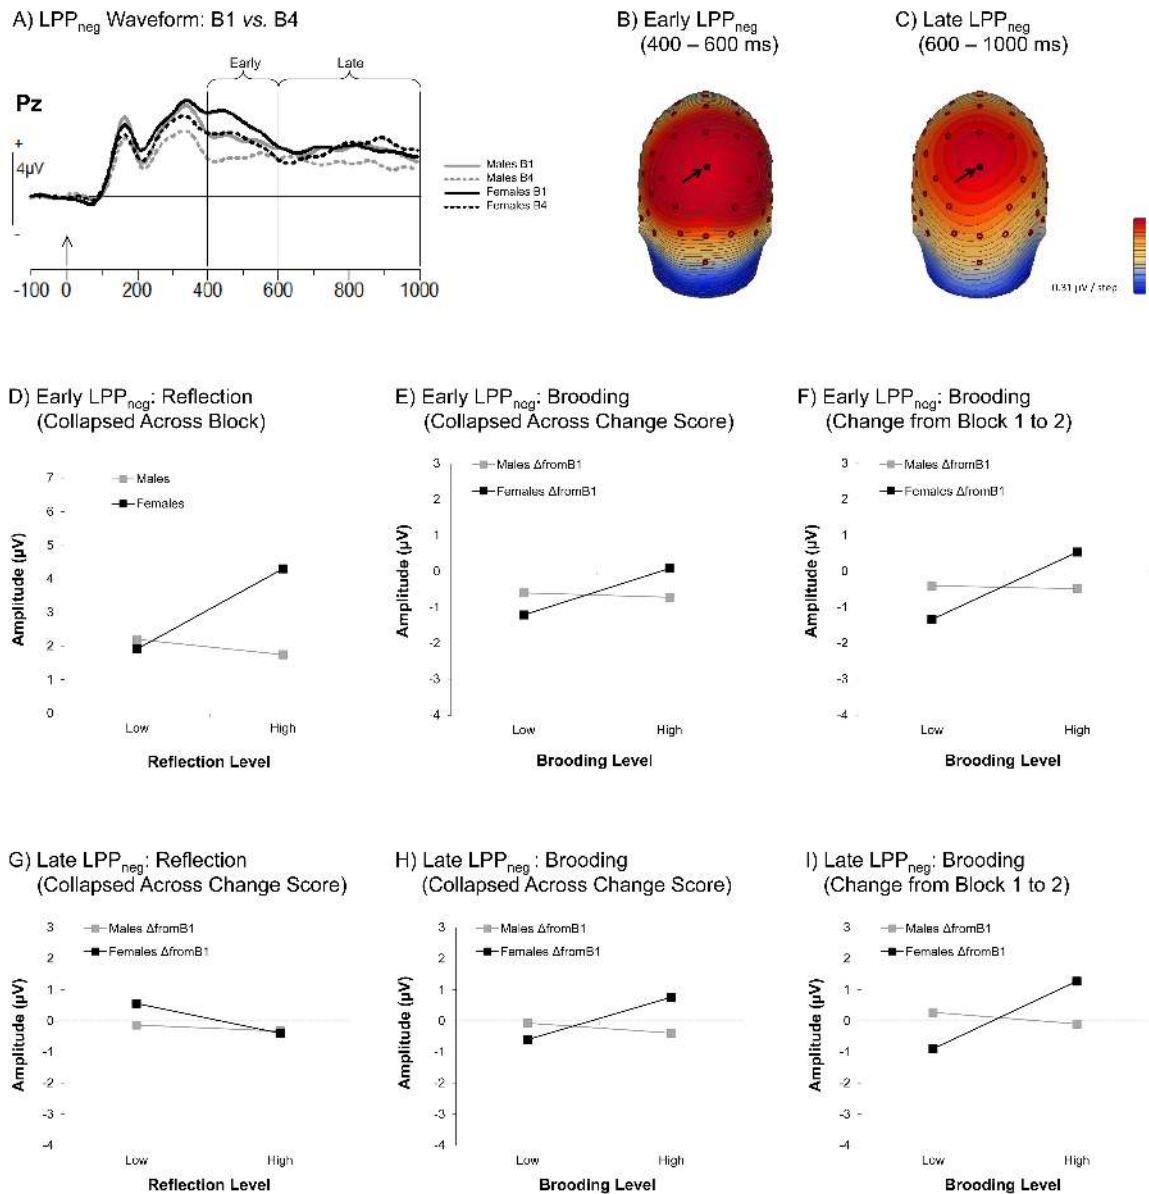 A) LPPneg Waveform: B1 vs. B4
B) Early LPPneg
(400 – 600 ms)
C) Late LPPneg
(600 – 1000 ms)
Early
Late
Pz
+
4µV
-
Males B1
Males B4
Females B1
Females B4
-100 0 200 400 600 800 1000
0.31 µV / step
D) Early LPPneg: Reflection
(Collapsed Across Block)
Males
Females
7
6
5
4
3
2
1
0
Amplitude (µV)
Low High
Reflection Level
E) Early LPPneg: Brooding
(Collapsed Across Change Score)
Males ΔfromB1
Females ΔfromB1
3
2
1
0
-1
-2
-3
-4
Amplitude (µV)
Low High
Brooding Level
F) Early LPPneg: Brooding
(Change from Block 1 to 2)
Males ΔfromB1
Females ΔfromB1
3
2
1
0
-1
-2
-3
-4
Amplitude (µV)
Low High
Brooding Level
G) Late LPPneg: Reflection
(Collapsed Across Change Score)
Males ΔfromB1
Females ΔfromB1
3
2
1
0
-1
-2
-3
-4
Amplitude (µV)
Low High
Reflection Level
H) Late LPPneg : Brooding
(Collapsed Across Change Score)
Males ΔfromB1
Females ΔfromB1
3
2
1
0
-1
-2
-3
-4
Amplitude (µV)
Low High
Brooding Level
I) Late LPPneg: Brooding
(Change from Block 1 to 2)
Males ΔfromB1
Females ΔfromB1
3
2
1
0
-1
-2
-3
-4
Amplitude (µV)
Low High
Brooding Level